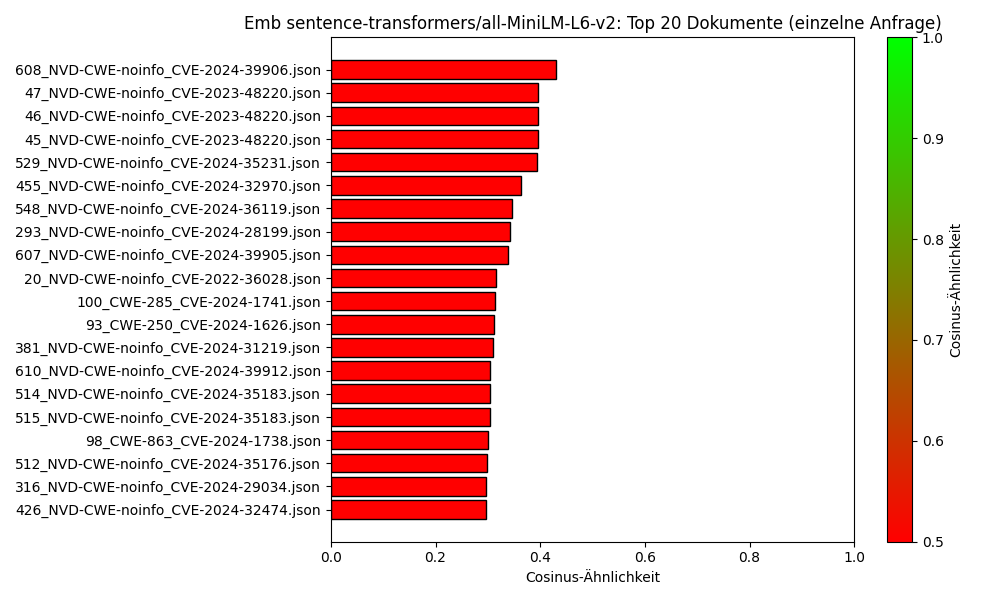 Emb sentence-transformers/all-MiniLM-L6-v2: Top 20 Dokumente (einzelne Anfrage)
608_NVD-CWE-noinfo_CVE-2024-39906.json
47_NVD-CWE-noinfo_CVE-2023-48220.json
46_NVD-CWE-noinfo_CVE-2023-48220.json
45_NVD-CWE-noinfo_CVE-2023-48220.json
529_NVD-CWE-noinfo_CVE-2024-35231.json
455_NVD-CWE-noinfo_CVE-2024-32970.json
548_NVD-CWE-noinfo_CVE-2024-36119.json
293_NVD-CWE-noinfo_CVE-2024-28199.json
607_NVD-CWE-noinfo_CVE-2024-39905.json
20_NVD-CWE-noinfo_CVE-2022-36028.json
100_CWE-285_CVE-2024-1741.json
93_CWE-250_CVE-2024-1626.json
381_NVD-CWE-noinfo_CVE-2024-31219.json
610_NVD-CWE-noinfo_CVE-2024-39912.json
514_NVD-CWE-noinfo_CVE-2024-35183.json
515_NVD-CWE-noinfo_CVE-2024-35183.json
98_CWE-863_CVE-2024-1738.json
512_NVD-CWE-noinfo_CVE-2024-35176.json
316_NVD-CWE-noinfo_CVE-2024-29034.json
426_NVD-CWE-noinfo_CVE-2024-32474.json
0.0 0.2 0.4 0.6 0.8 1.0
Cosinus-Ähnlichkeit
1.0
0.9
0.8
0.7
0.6
0.5
Cosinus-Ähnlichkeit